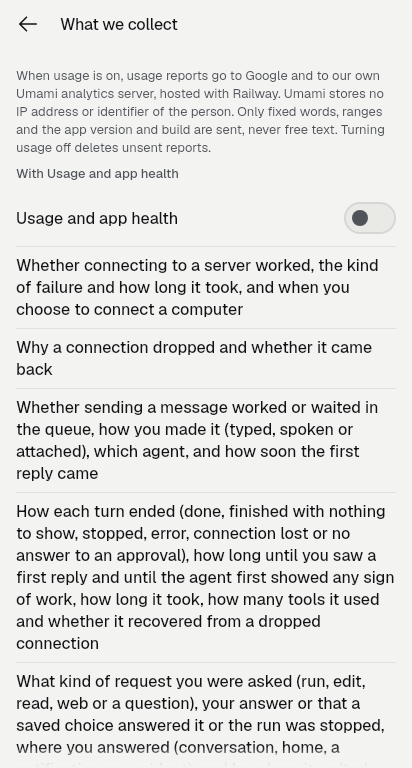 What we collect
When usage is on, usage reports go to Google and to our own
Umami analytics server, hosted with Railway. Umami stores no
IP address or identifier of the person. Only fixed words, ranges
and the app version and build are sent, never free text. Turning
usage off deletes unsent reports.
With Usage and app health
Usage and app health
Whether connecting to a server worked, the kind
of failure and how long it took, and when you
choose to connect a computer
Why a connection dropped and whether it came
back
Whether sending a message worked or waited in
the queue, how you made it (typed, spoken or
attached), which agent, and how soon the first
reply came
How each turn ended (done, finished with nothing
to show, stopped, error, connection lost or no
answer to an approval), how long until you saw a
first reply and until the agent first showed any sign
of work, how long it took, how many tools it used
and whether it recovered from a dropped
connection
What kind of request you were asked (run, edit,
read, web or a question), your answer or that a
saved choice answered it or the run was stopped,
where you answered (conversation, home, a